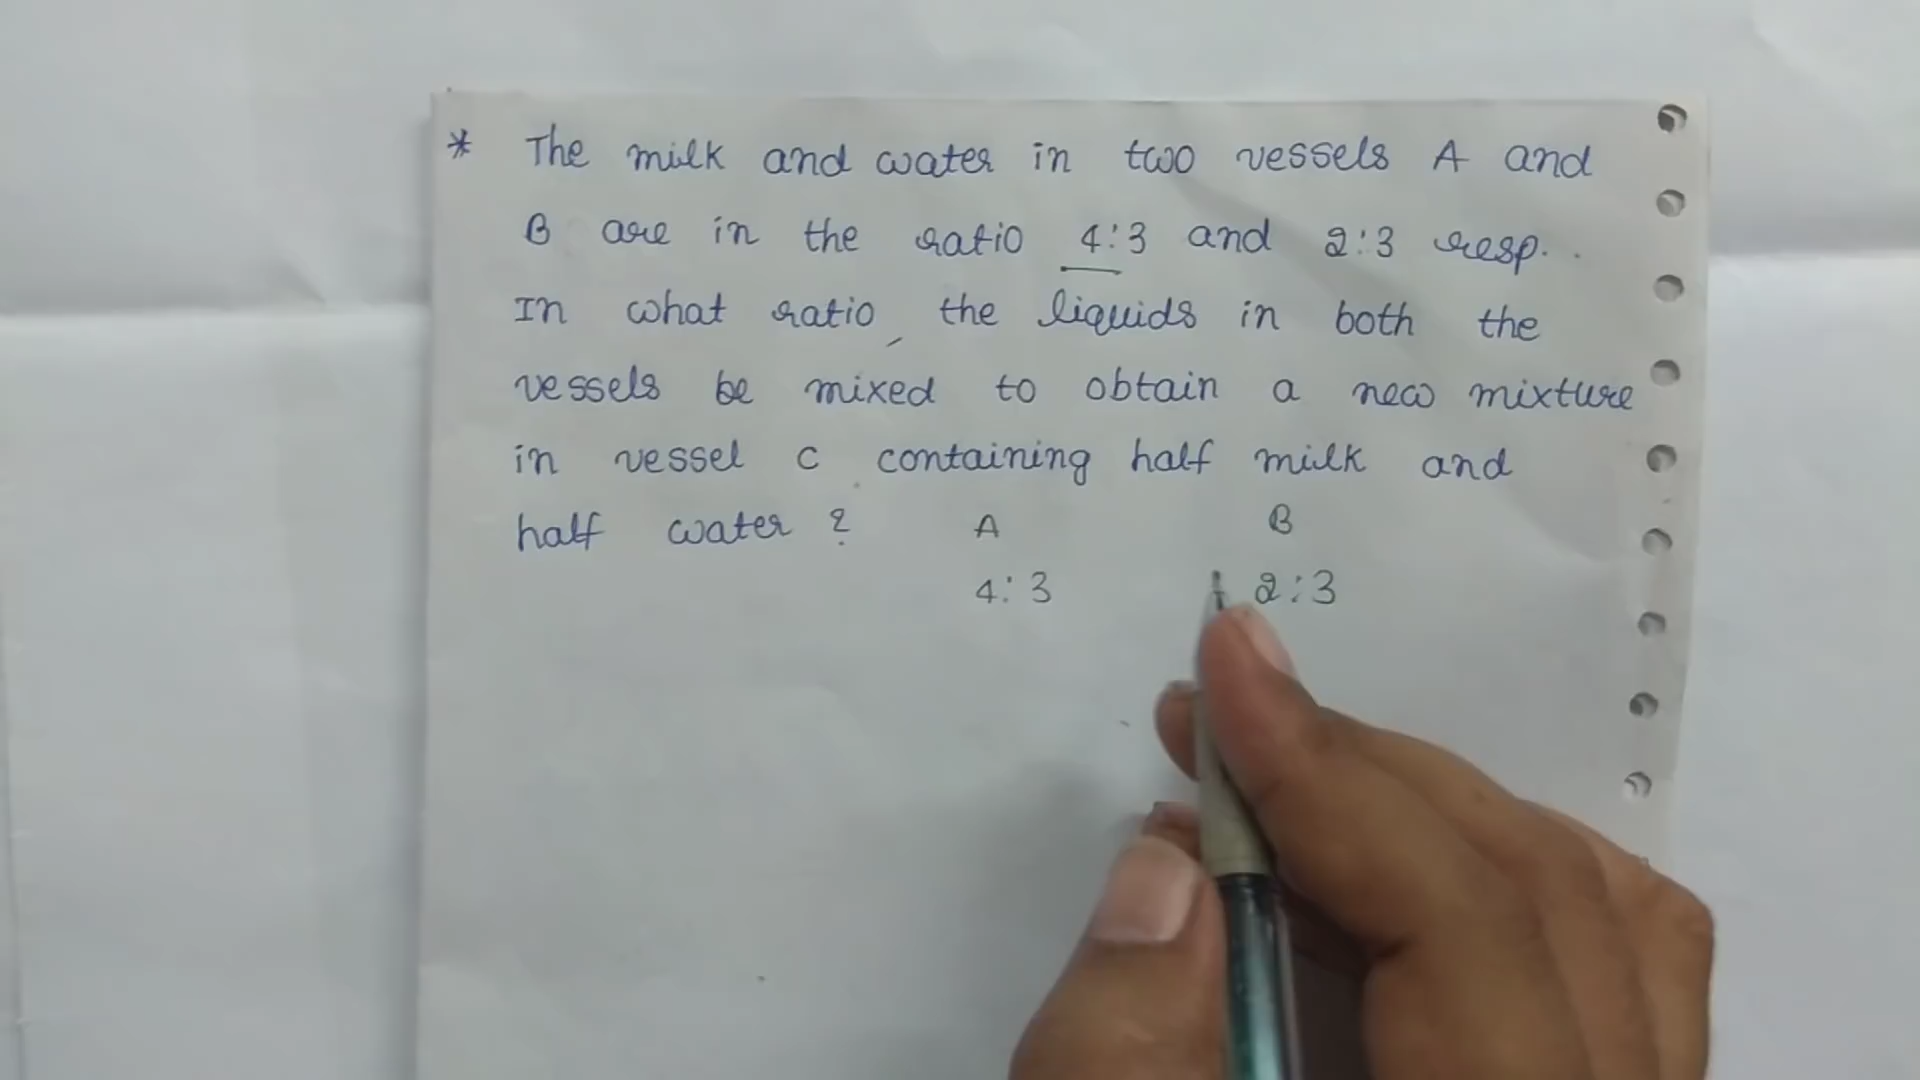 * The milk and water in two vessels A and
B are in the ratio 4:3 and 2:3 resp.
In what ratio, the liquids in both the
vessels be mixed to obtain a new mixture
in vessel C containing half milk and
half water?
A B
4:3 2:3